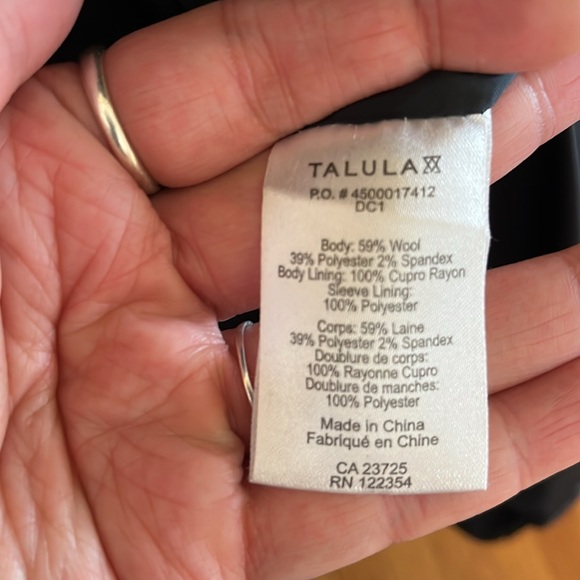 TALULA
P.O. # 4500017412
DC1
Body: 59% Wool
39% Polyester 2% Spandex
Body Lining: 100% Cupro Rayon
Sleeve Lining:
100% Polyester
Corps: 59% Laine
39% Polyester 2% Spandex
Doublure de corps:
100% Rayonne Cupro
Doublure de manches:
100% Polyester
Made in China
Fabriqué en Chine
CA 23725
RN 122354